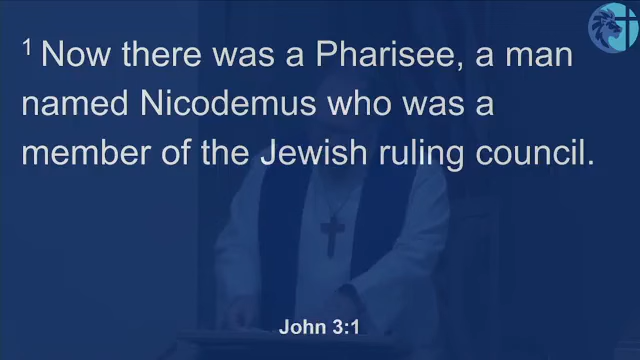 1 Now there was a Pharisee, a man
named Nicodemus who was a
member of the Jewish ruling council.
John 3:1